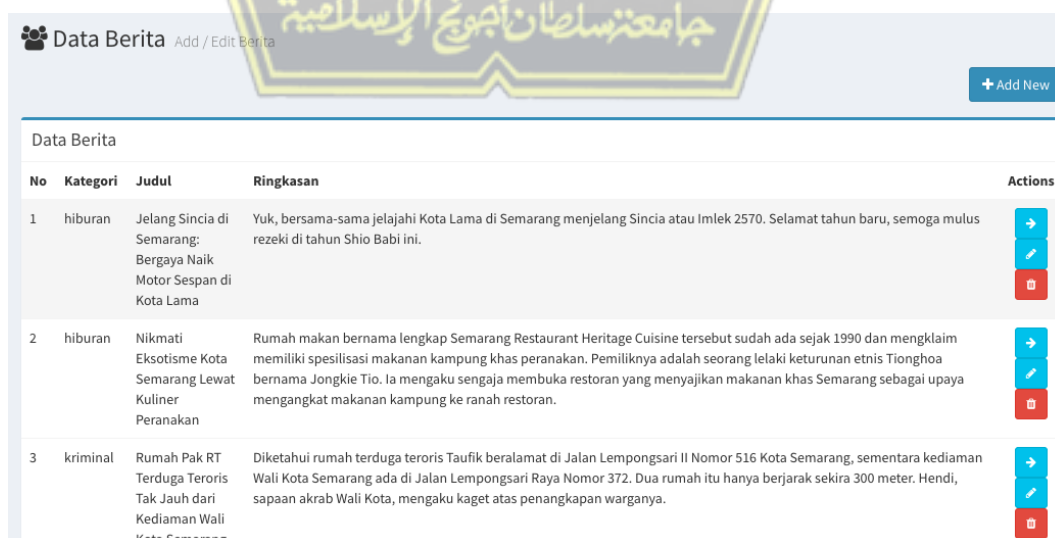 جامعتنسلطان أجونج الإسلامية
Data Berita Add / Edit Berita
Add New
Data Berita
No Kategori Judul Ringkasan Actions
1 hiburan Jelang Sincia di Yuk, bersama-sama jelajahi Kota Lama di Semarang menjelang Sincia atau Imlek 2570. Selamat tahun baru, semoga mulus
Semarang: rezeki di tahun Shio Babi ini.
Bergaya Naik
Motor Sespan di
Kota Lama
2 hiburan Nikmati Rumah makan bernama lengkap Semarang Restaurant Heritage Cuisine tersebut sudah ada sejak 1990 dan mengklaim
Eksotisme Kota memiliki spesilisasi makanan kampung khas peranakan. Pemiliknya adalah seorang lelaki keturunan etnis Tionghoa
Semarang Lewat bernama Jongkie Tio. Ia mengaku sengaja membuka restoran yang menyajikan makanan khas Semarang sebagai upaya
Kuliner mengangkat makanan kampung ke ranah restoran.
Peranakan
3 kriminal Rumah Pak RT Diketahui rumah terduga teroris Taufik beralamat di Jalan Lempongsari II Nomor 516 Kota Semarang, sementara kediaman
Terduga Teroris Wali Kota Semarang ada di Jalan Lempongsari Raya Nomor 372. Dua rumah itu hanya berjarak sekira 300 meter. Hendi,
Tak Jauh dari sapaan akrab Wali Kota, mengaku kaget atas penangkapan warganya.
Kediaman Wali
Kota Semarang